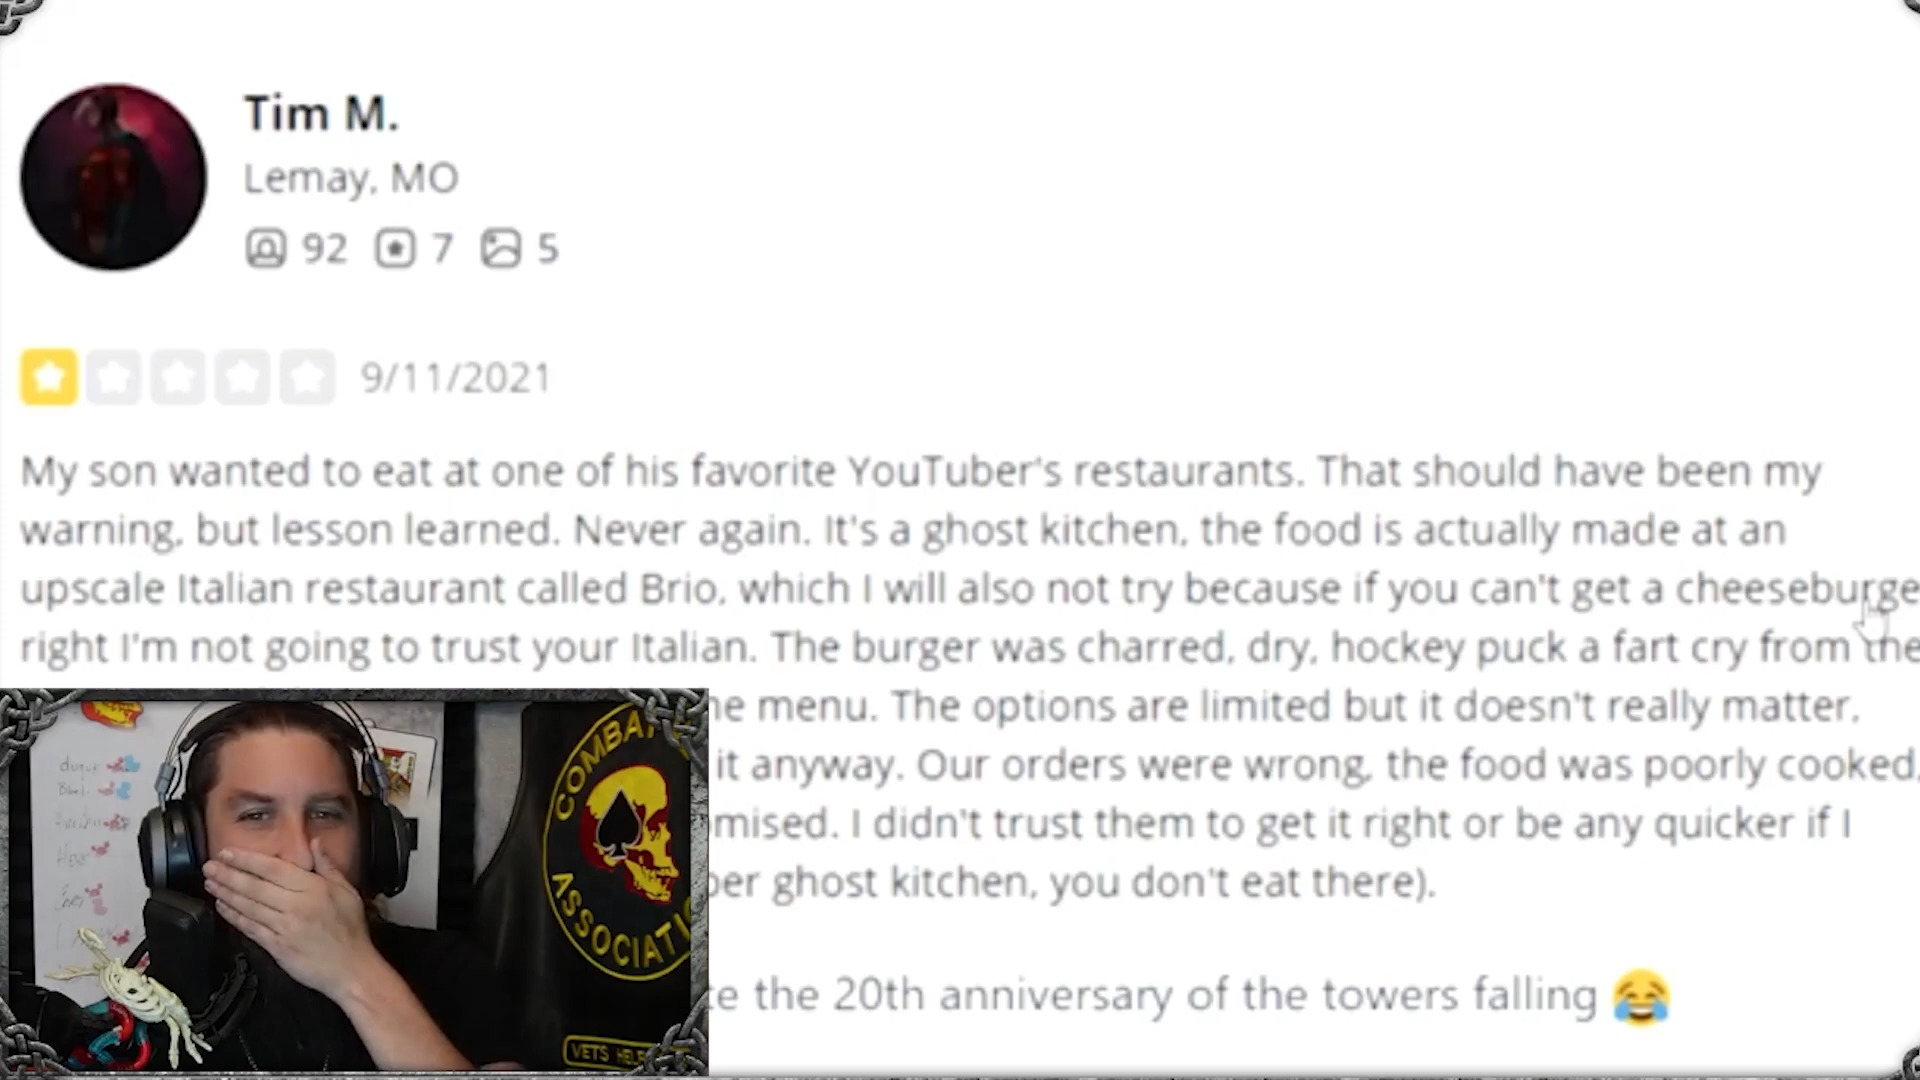 Tim M.
Lemay, MO
92 7 5
9/11/2021
My son wanted to eat at one of his favorite YouTuber's restaurants. That should have been my
warning, but lesson learned. Never again. It's a ghost kitchen, the food is actually made at an
upscale Italian restaurant called Brio, which I will also not try because if you can't get a cheeseburge
right I'm not going to trust your Italian. The burger was charred, dry, hockey puck a fart cry from the
he menu. The options are limited but it doesn't really matter,
it anyway. Our orders were wrong, the food was poorly cooked,
mised. I didn't trust them to get it right or be any quicker if I
ber ghost kitchen, you don't eat there).
te the 20th anniversary of the towers falling 😂
COMBA
ASSOCIATI
VETS HEL